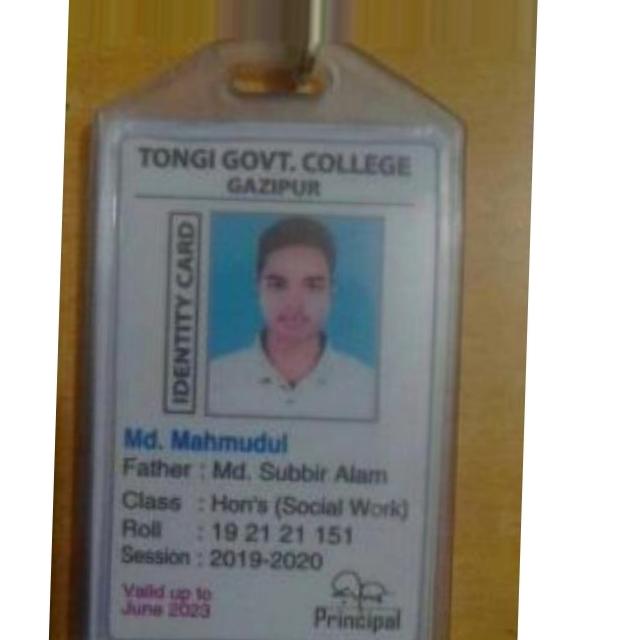 TONGI GOVT. COLLEGE
GAZIPUR
IDENTITY CARD
Md. Mahmudul
Father : Md. Subbir Alam
Class : Hon's (Social Work)
Roll : 19 21 21 151
Session : 2019-2020
Valid up to
June 2023
Principal